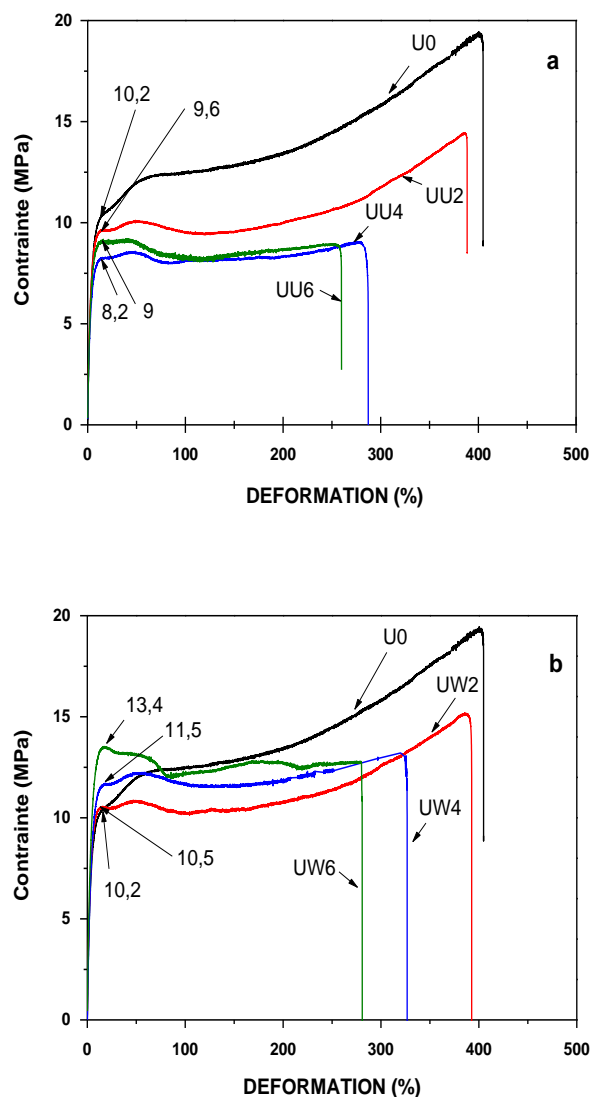 20
U0
a
10,2
9,6
15
Contrainte (MPa)
10
UU2
UU4
UU6
5
8,2
9
0
0 100 200 300 400 500
DEFORMATION (%)
20
U0
b
UW2
13,4
15
11,5
Contrainte (MPa)
10
10,5
UW4
10,2
UW6
5
0
0 100 200 300 400 500
DEFORMATION (%)